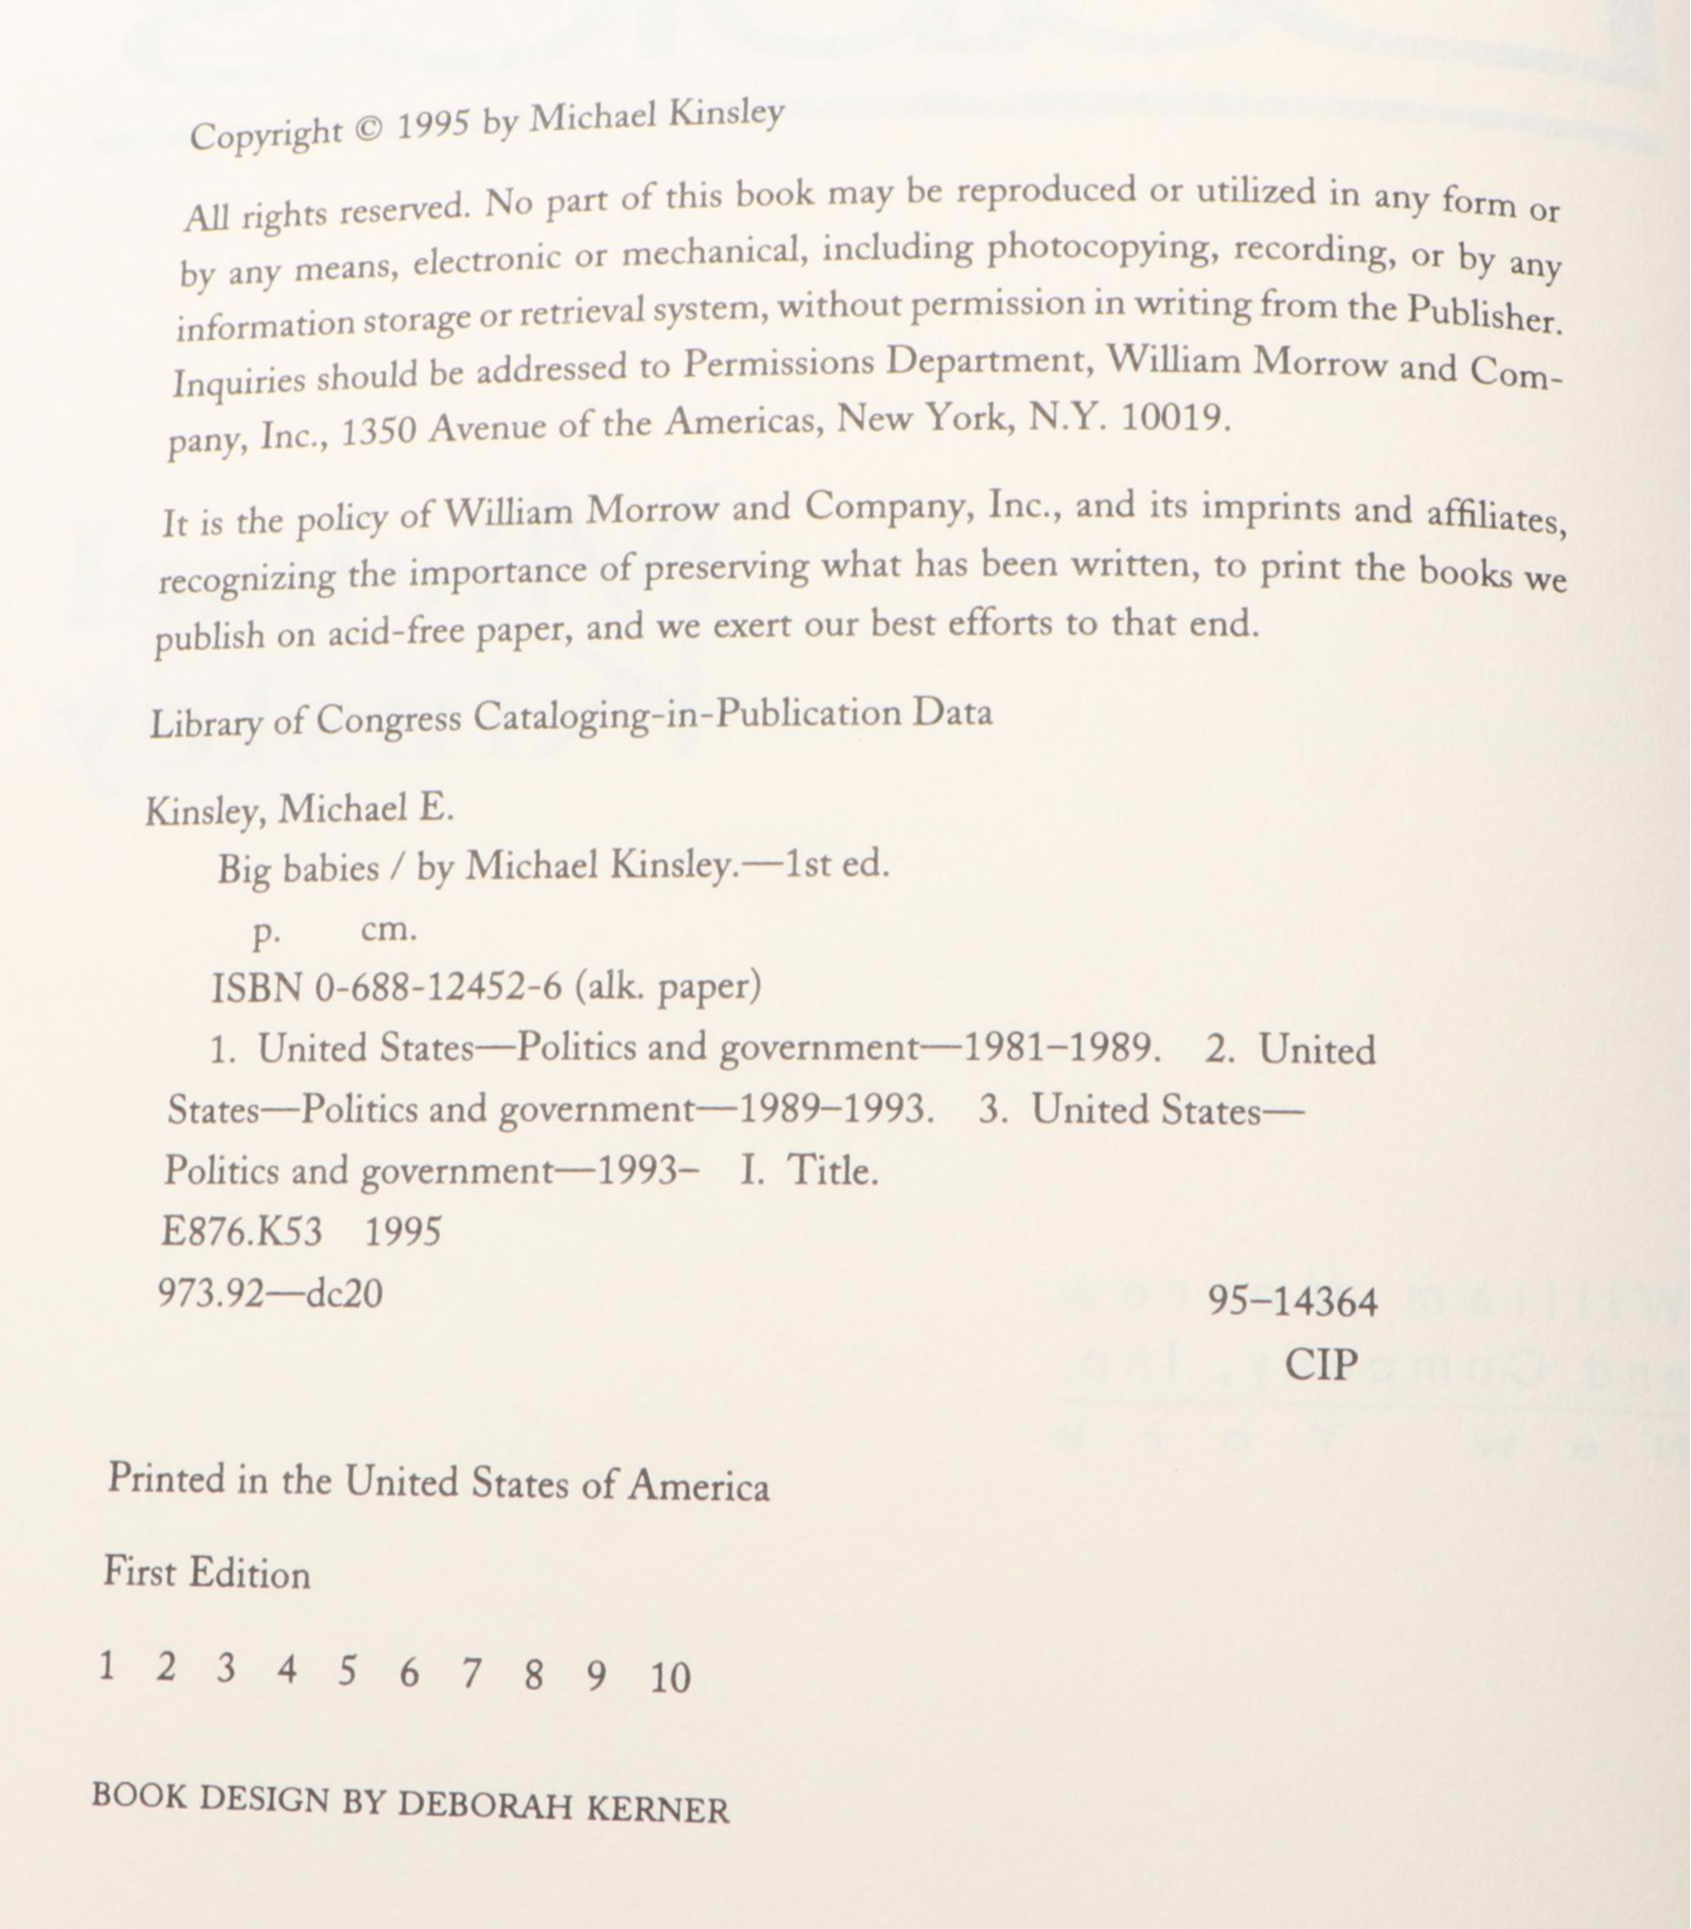 Copyright © 1995 by Michael Kinsley
All rights reserved. No part of this book may be reproduced or utilized in any form or
by any means, electronic or mechanical, including photocopying, recording, or by any
information storage or retrieval system, without permission in writing from the Publisher.
Inquiries should be addressed to Permissions Department, William Morrow and Com-
pany, Inc., 1350 Avenue of the Americas, New York, N.Y. 10019.
It is the policy of William Morrow and Company, Inc., and its imprints and affiliates,
recognizing the importance of preserving what has been written, to print the books we
publish on acid-free paper, and we exert our best efforts to that end.
Library of Congress Cataloging-in-Publication Data
Kinsley, Michael E.
Big babies / by Michael Kinsley.—1st ed.
p. cm.
ISBN 0-688-12452-6 (alk. paper)
1. United States—Politics and government—1981–1989. 2. United
States—Politics and government—1989–1993. 3. United States—
Politics and government—1993– I. Title.
E876.K53 1995
973.92—dc20 95–14364
CIP
Printed in the United States of America
First Edition
1 2 3 4 5 6 7 8 9 10
BOOK DESIGN BY DEBORAH KERNER